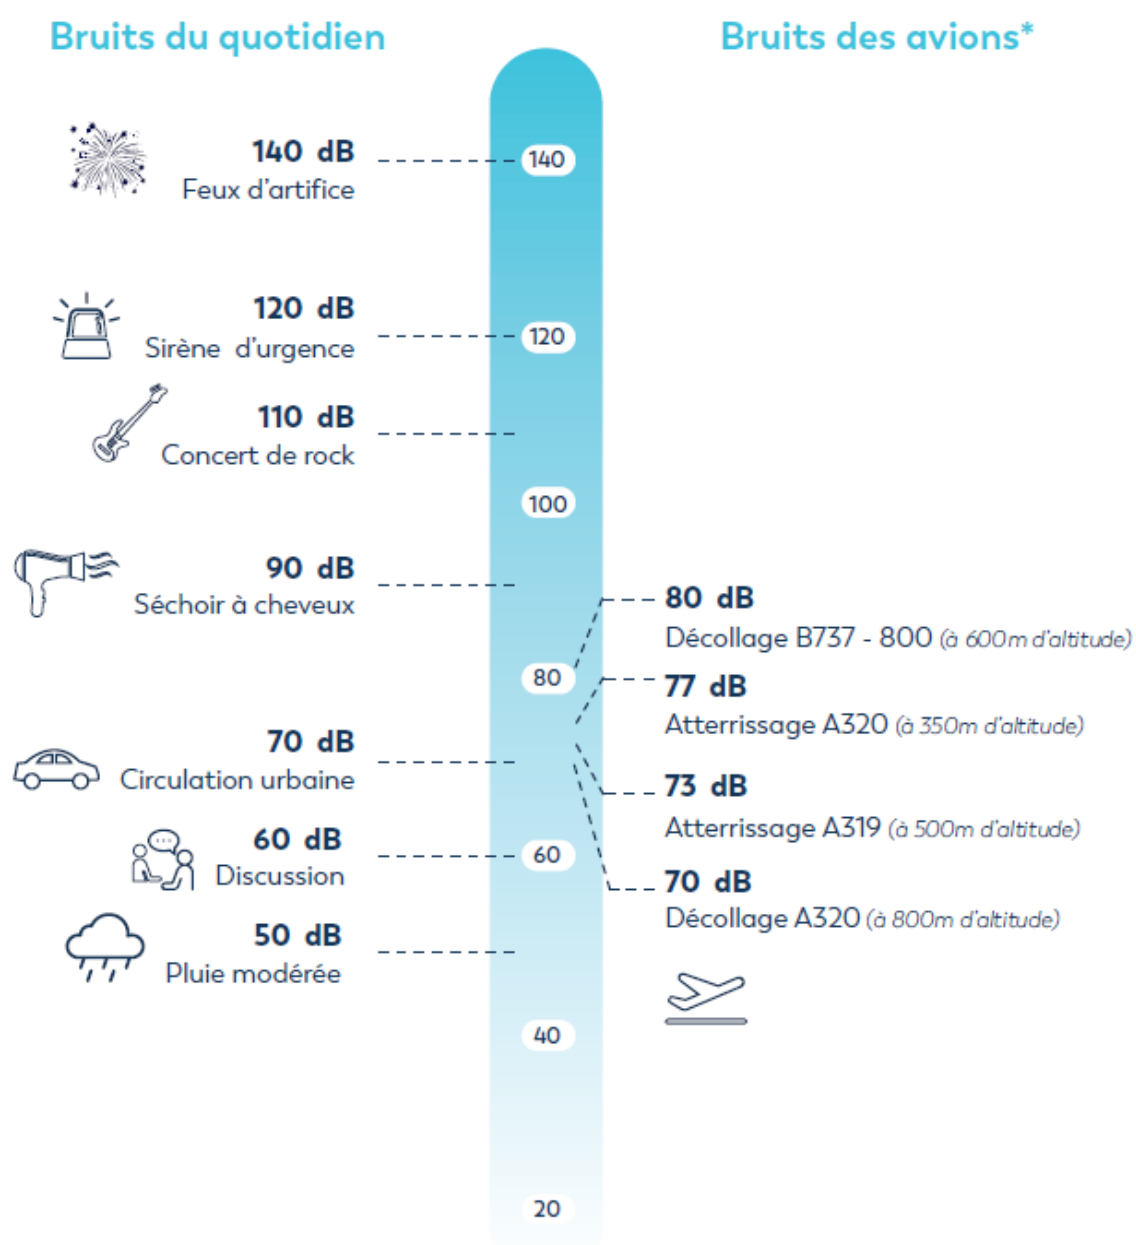 Bruits du quotidien
140 dB
Feux d'artifice
120 dB
Sirène d'urgence
110 dB
Concert de rock
90 dB
Séchoir à cheveux
70 dB
Circulation urbaine
60 dB
Discussion
50 dB
Pluie modérée
140
120
100
80
60
40
20
Bruits des avions*
80 dB
Décollage B737 - 800 (à 600m d'altitude)
77 dB
Atterrissage A320 (à 350m d'altitude)
73 dB
Atterrissage A319 (à 500m d'altitude)
70 dB
Décollage A320 (à 800m d'altitude)